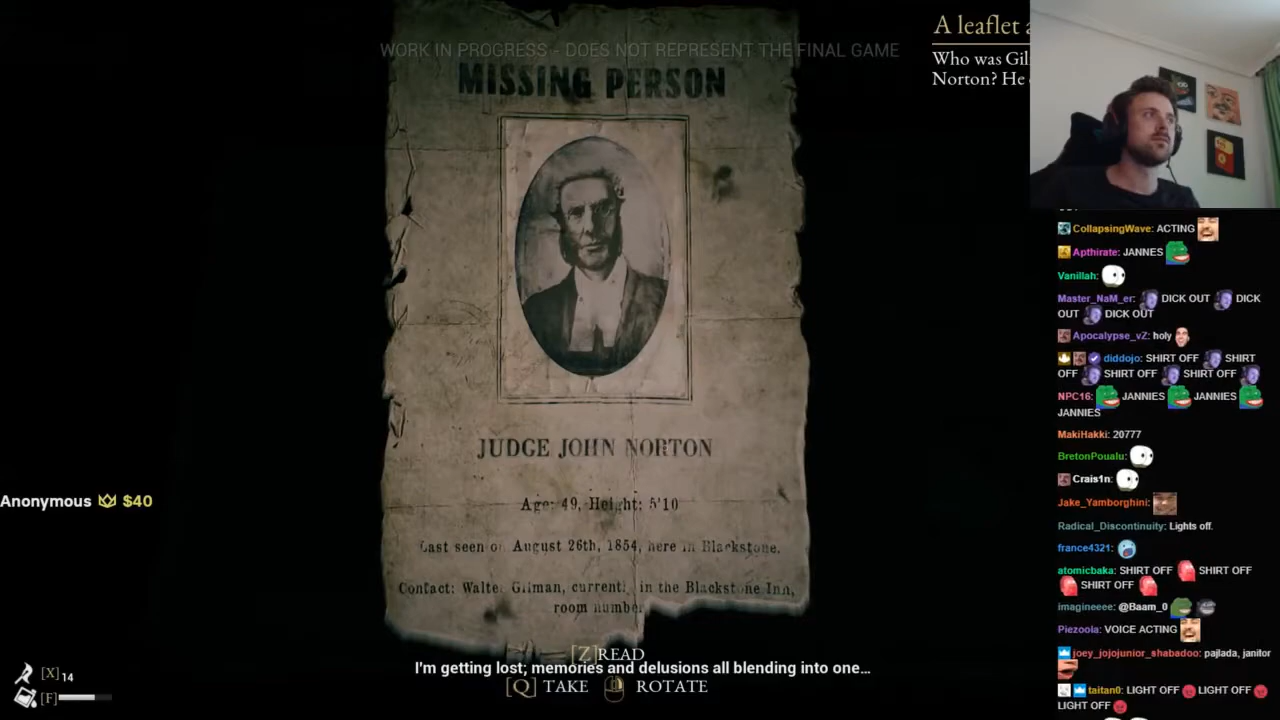 WORK IN PROGRESS - DOES NOT REPRESENT THE FINAL GAME
MISSING PERSON
JUDGE JOHN NORTON
Age: 49, Height: 5'10
Last seen on August 26th, 1854, here in Blackstone.
Contact: Walter Gilman, currently in the Blackstone Inn,
room number
[Z] READ
I'm getting lost; memories and delusions all blending into one...
[Q] TAKE ROTATE
A leaflet a
Who was Gil
Norton? He
Anonymous $40
[X] 14
[F]
CollapsingWave: ACTING
Apthirate: JANNES
Vanillah:
Master_NaM_er: DICK OUT DICK
OUT DICK OUT
Apocalypse_vZ: holy
diddojo: SHIRT OFF SHIRT
OFF SHIRT OFF SHIRT OFF
NPC16: JANNIES JANNIES
JANNIES
MakiHakki: 20777
BretonPoualu:
Crais1n:
Jake_Yamborghini:
Radical_Discontinuity: Lights off.
france4321:
atomicbaka: SHIRT OFF SHIRT OFF
SHIRT OFF
imagineeee: @Baam_0
Piezoola: VOICE ACTING
joey_jojojunior_shabadoo: pajlada, janitor
taitan0: LIGHT OFF LIGHT OFF
LIGHT OFF